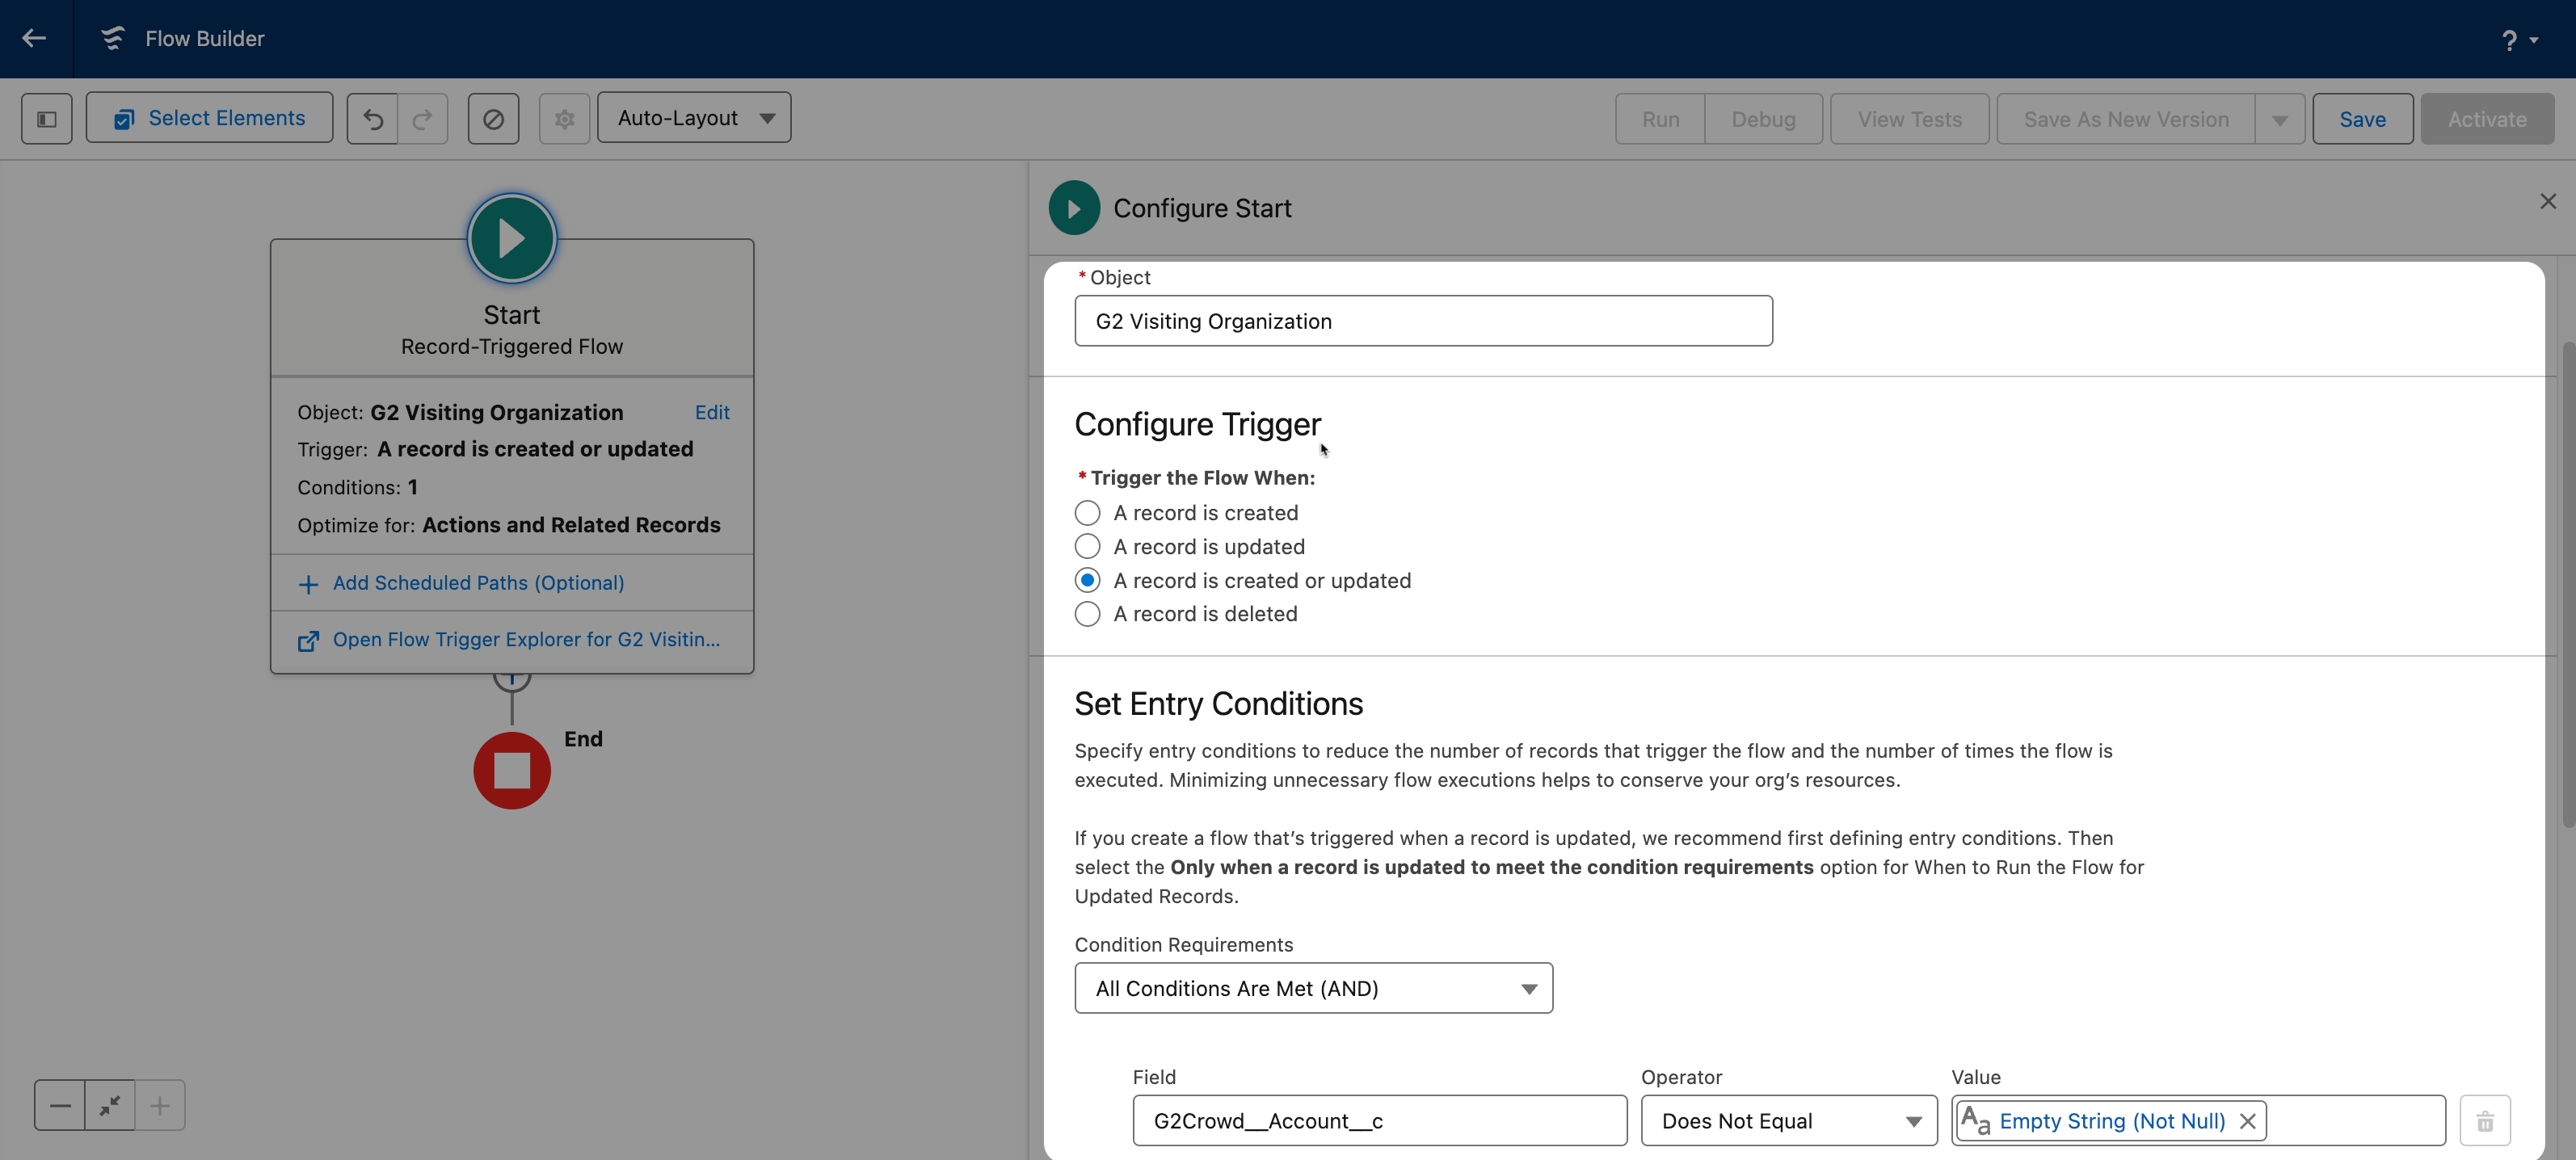 Flow Builder
?
Select Elements
Auto-Layout
Run
Debug
View Tests
Save As New Version
Save
Activate
Start
Record-Triggered Flow
Object: G2 Visiting Organization
Edit
Trigger: A record is created or updated
Conditions: 1
Optimize for: Actions and Related Records
Add Scheduled Paths (Optional)
Open Flow Trigger Explorer for G2 Visitin...
End
Configure Start
* Object
G2 Visiting Organization
Configure Trigger
* Trigger the Flow When:
A record is created
A record is updated
A record is created or updated
A record is deleted
Set Entry Conditions
Specify entry conditions to reduce the number of records that trigger the flow and the number of times the flow is
executed. Minimizing unnecessary flow executions helps to conserve your org's resources.
If you create a flow that's triggered when a record is updated, we recommend first defining entry conditions. Then
select the Only when a record is updated to meet the condition requirements option for When to Run the Flow for
Updated Records.
Condition Requirements
All Conditions Are Met (AND)
Field
Operator
Value
G2Crowd__Account__c
Does Not Equal
Aa Empty String (Not Null)